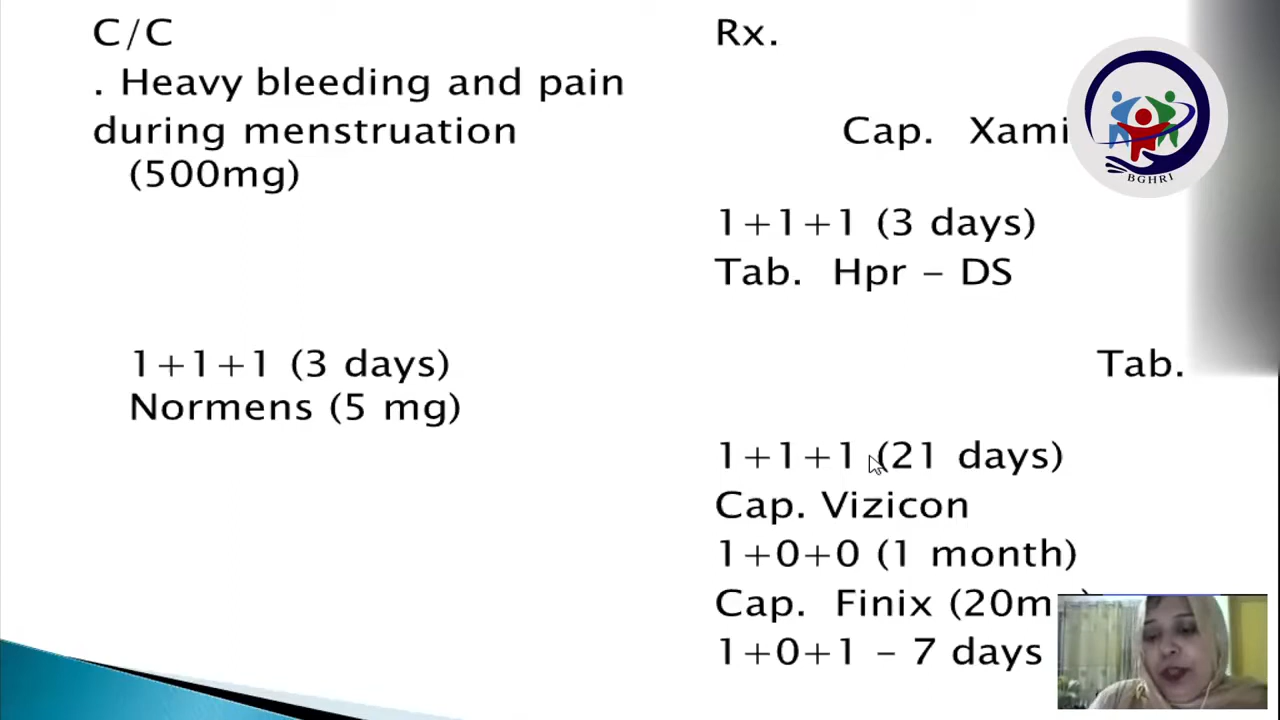 C/C
. Heavy bleeding and pain
during menstruation
(500mg)
1+1+1 (3 days)
Normens (5 mg)
Rx.
Cap. Xami
1+1+1 (3 days)
Tab. Hpr – DS
Tab.
1+1+1 (21 days)
Cap. Vizicon
1+0+0 (1 month)
Cap. Finix (20m
1+0+1 – 7 days
BGHRI